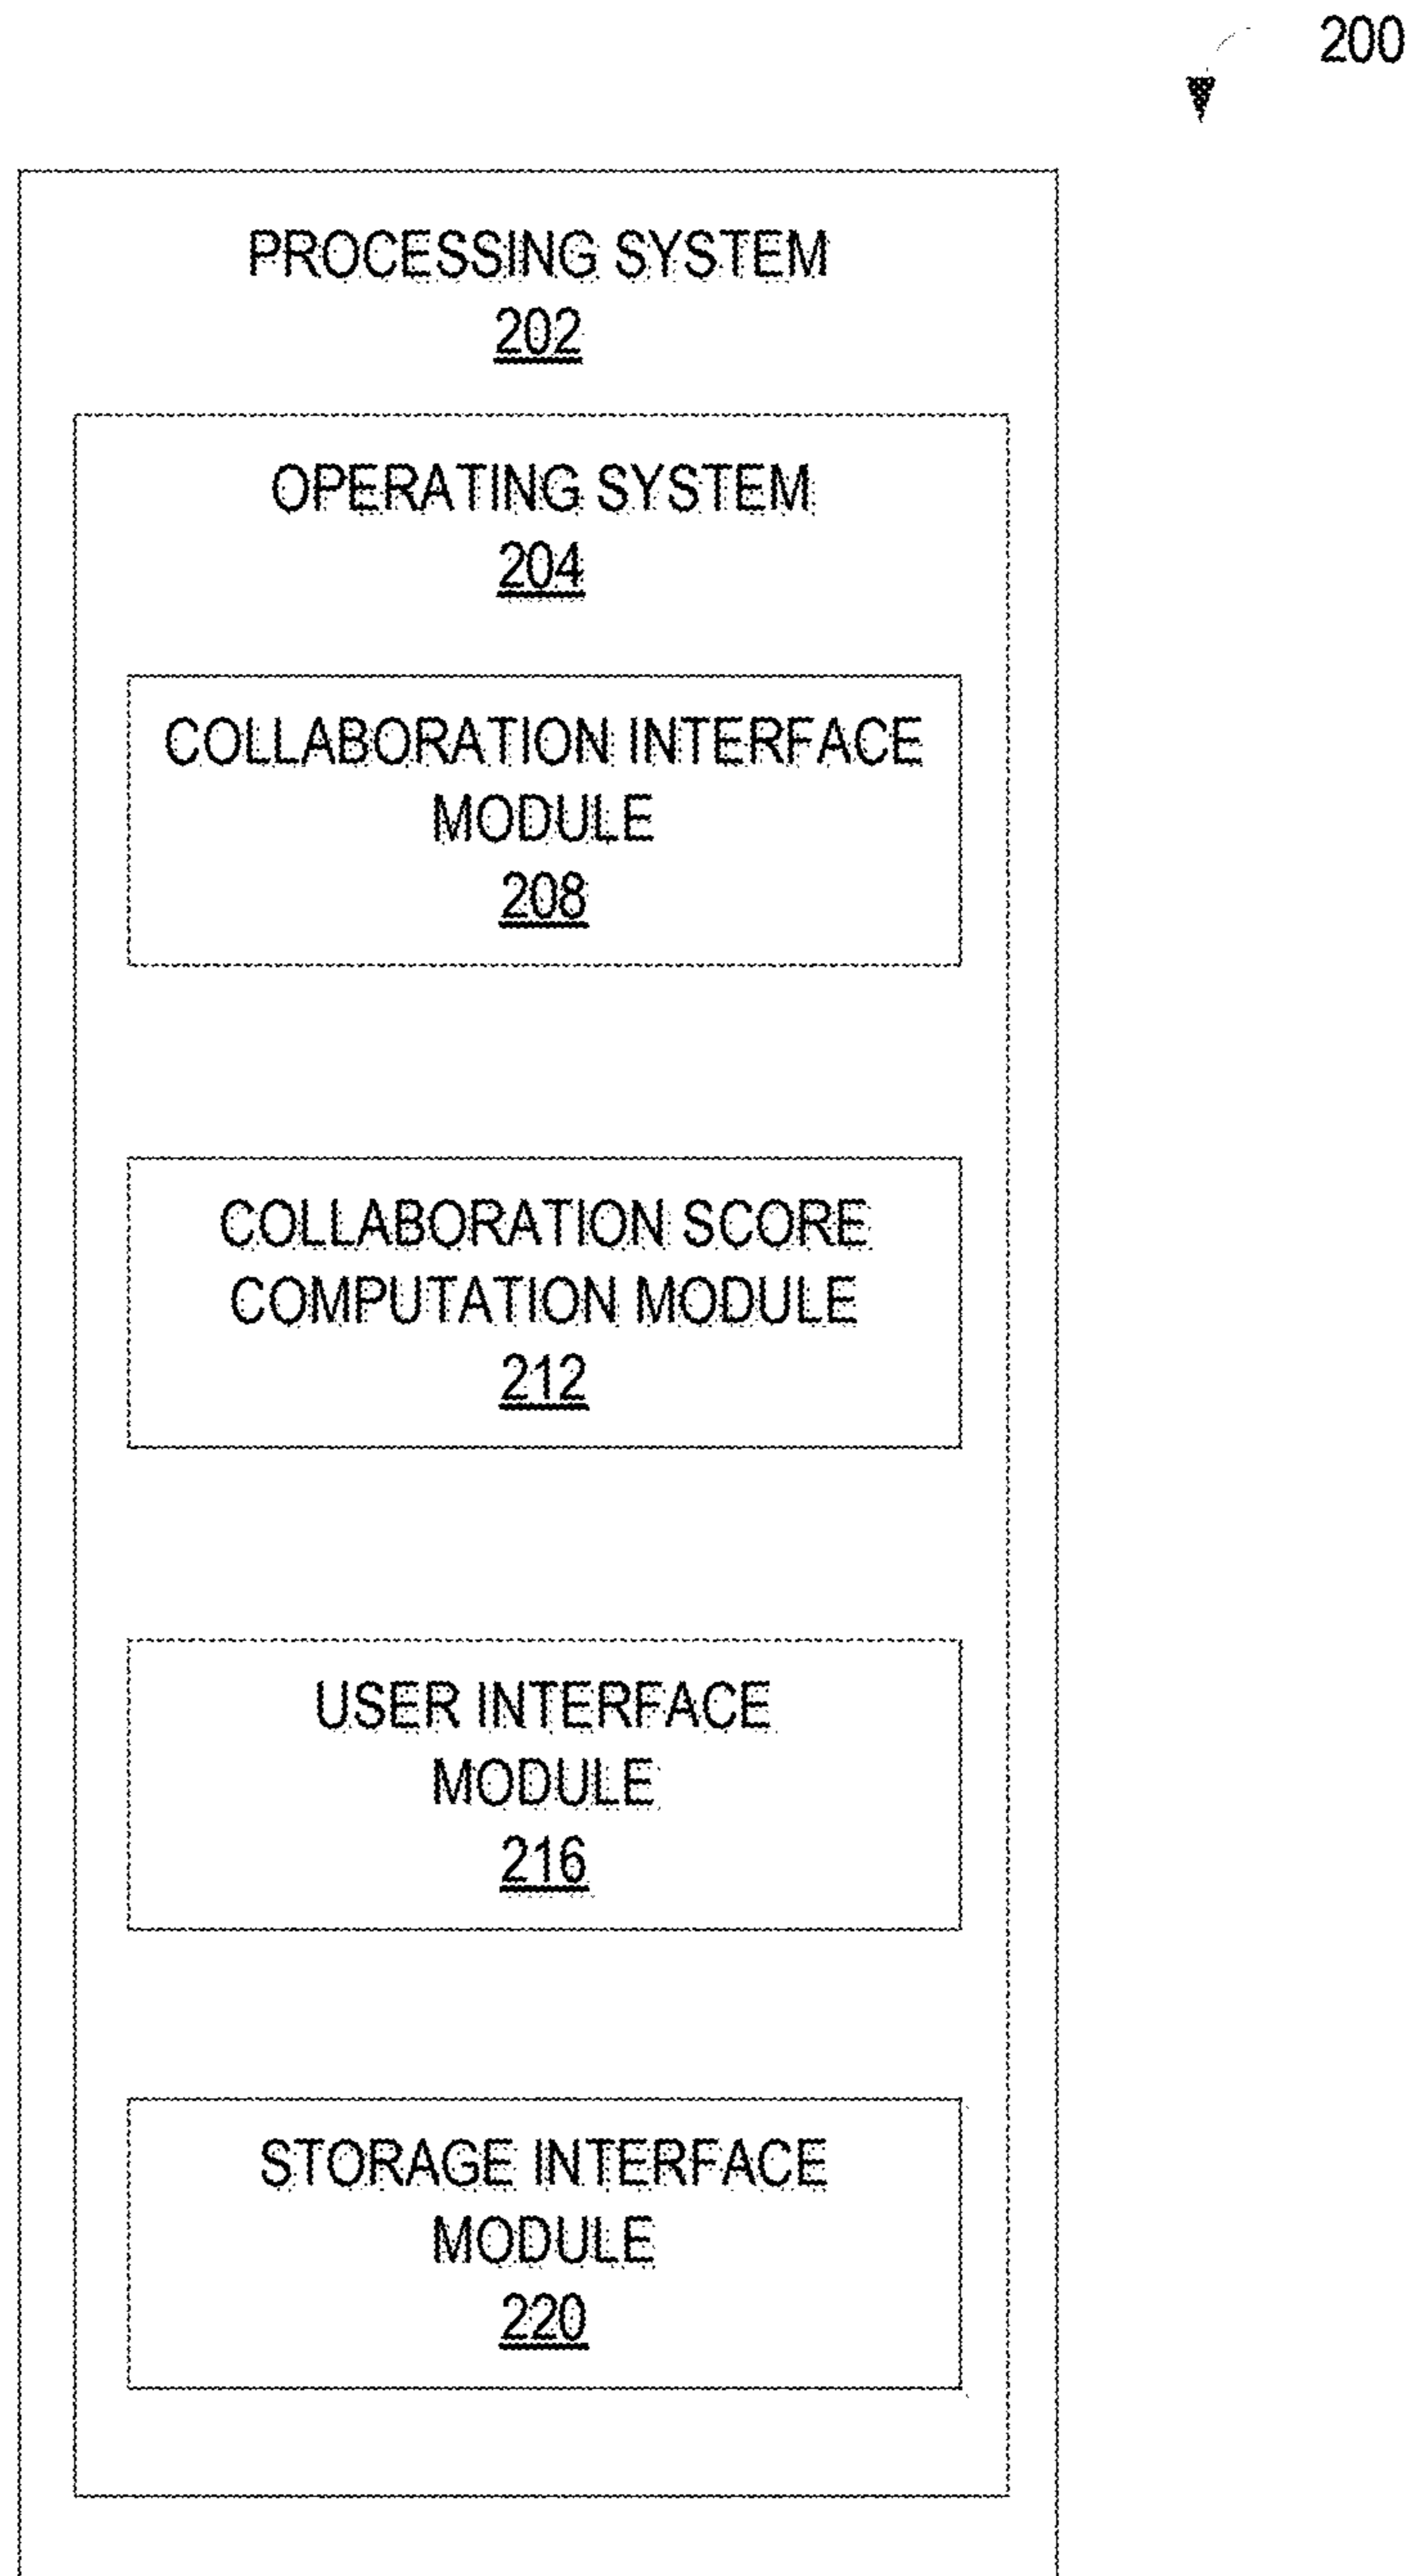 200
PROCESSING SYSTEM
202
OPERATING SYSTEM
204
COLLABORATION INTERFACE
MODULE
208
COLLABORATION SCORE
COMPUTATION MODULE
212
USER INTERFACE
MODULE
216
STORAGE INTERFACE
MODULE
220